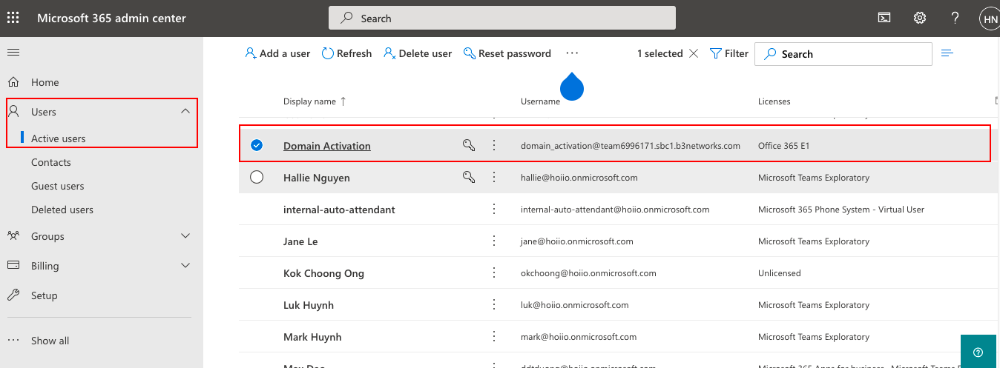 Microsoft 365 admin center
Search
HN
Add a user
Refresh
Delete user
Reset password
1 selected
Filter
Search
Home
Users
Active users
Contacts
Guest users
Deleted users
Groups
Billing
Setup
Show all
Display name ↑ Username Licenses
Domain Activation domain_activation@team6996171.sbc1.b3networks.com Office 365 E1
Hallie Nguyen hallie@hoiio.onmicrosoft.com Microsoft Teams Exploratory
internal-auto-attendant internal-auto-attendant@hoiio.onmicrosoft.com Microsoft 365 Phone System - Virtual User
Jane Le jane@hoiio.onmicrosoft.com Microsoft Teams Exploratory
Kok Choong Ong okchoong@hoiio.onmicrosoft.com Unlicensed
Luk Huynh luk@hoiio.onmicrosoft.com Microsoft Teams Exploratory
Mark Huynh mark@hoiio.onmicrosoft.com Microsoft Teams Exploratory